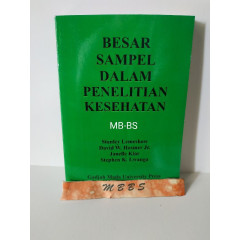 BESAR
SAMPEL
DALAM
PENELITIAN
KESEHATAN
MB-BS
Stanley Lemeshow
David W. Hosmer Jr.
Janelle Klar
Stephen K. Lwanga
Gadjah Mada University Press
MBBS